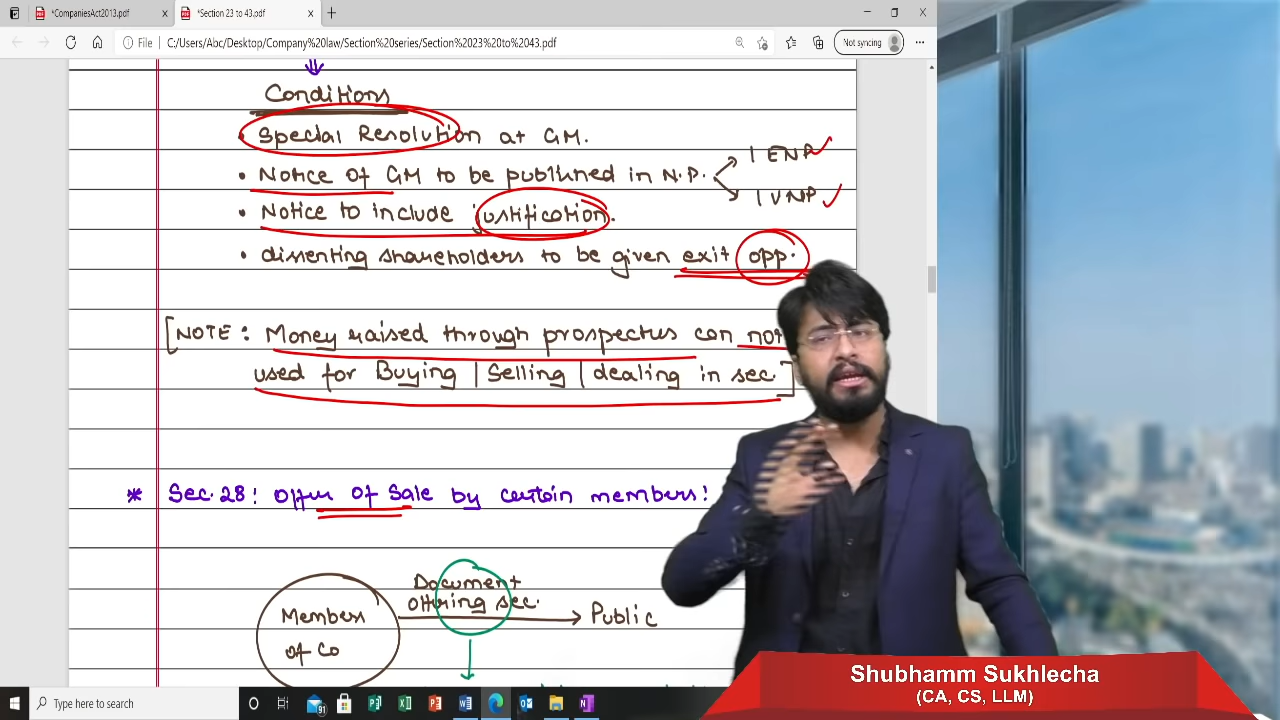 *CompaniesAct2013.pdf
*Section 23 to 43.pdf
File
C:/Users/Abc/Desktop/Company%20law/Section%20series/Section%2023%20to%2043.pdf
Not syncing
Conditions
• Special Resolution at GM.
• Notice of GM to be published in N.P.
1 ENP
1 VNP
• Notice to include justification.
• dissenting shareholders to be given exit opp.
[NOTE: Money raised through prospectus can not
used for Buying | Selling | dealing in sec]
* Sec. 28: Offer of Sale by certain members:
Document
offering sec.
Members
of Co
Public
Type here to search
91
Shubhamm Sukhlecha
(CA, CS, LLM)